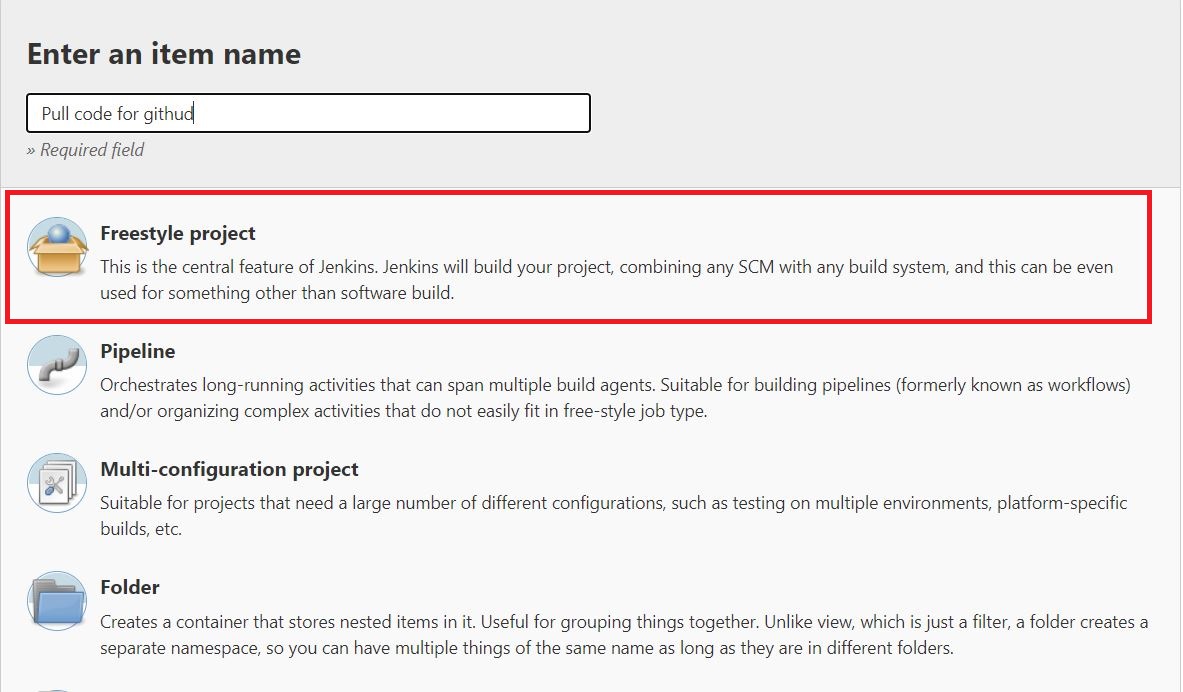 Enter an item name
Pull code for githud
» Required field
Freestyle project
This is the central feature of Jenkins. Jenkins will build your project, combining any SCM with any build system, and this can be even
used for something other than software build.
Pipeline
Orchestrates long-running activities that can span multiple build agents. Suitable for building pipelines (formerly known as workflows)
and/or organizing complex activities that do not easily fit in free-style job type.
Multi-configuration project
Suitable for projects that need a large number of different configurations, such as testing on multiple environments, platform-specific
builds, etc.
Folder
Creates a container that stores nested items in it. Useful for grouping things together. Unlike view, which is just a filter, a folder creates a
separate namespace, so you can have multiple things of the same name as long as they are in different folders.